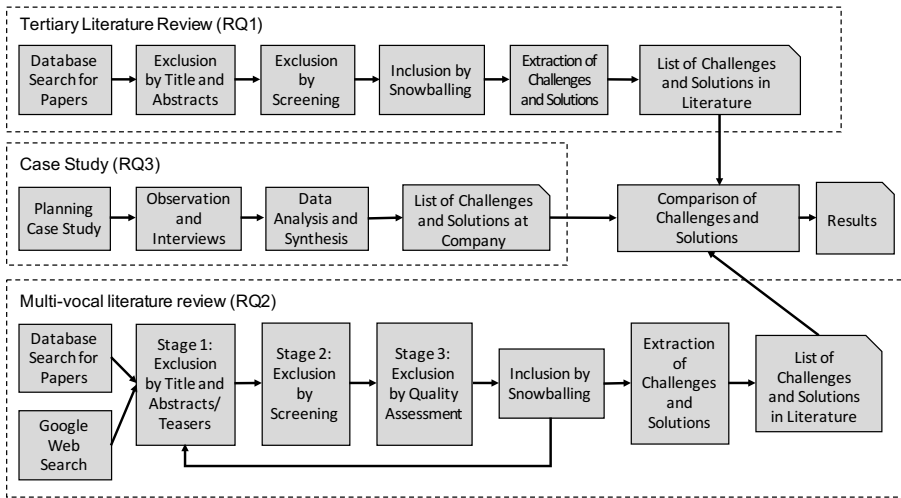 Tertiary Literature Review (RQ1)
Database
Search for
Papers
Exclusion
by Title and
Abstracts
Exclusion
by
Screening
Inclusion by
Snowballing
Extraction of
Challenges
and Solutions
List of Challenges
and Solutions in
Literature
Case Study (RQ3)
Planning
Case Study
Observation
and
Interviews
Data
Analysis and
Synthesis
List of Challenges
and Solutions at
Company
Comparison of
Challenges and
Solutions
Results
Multi-vocal literature review (RQ2)
Database
Search for
Papers
Google
Web
Search
Stage 1:
Exclusion
by Title and
Abstracts/
Teasers
Stage 2:
Exclusion
by
Screening
Stage 3:
Exclusion
by Quality
Assessment
Inclusion by
Snowballing
Extraction
of
Challenges
and
Solutions
List of
Challenges
and Solutions
in Literature